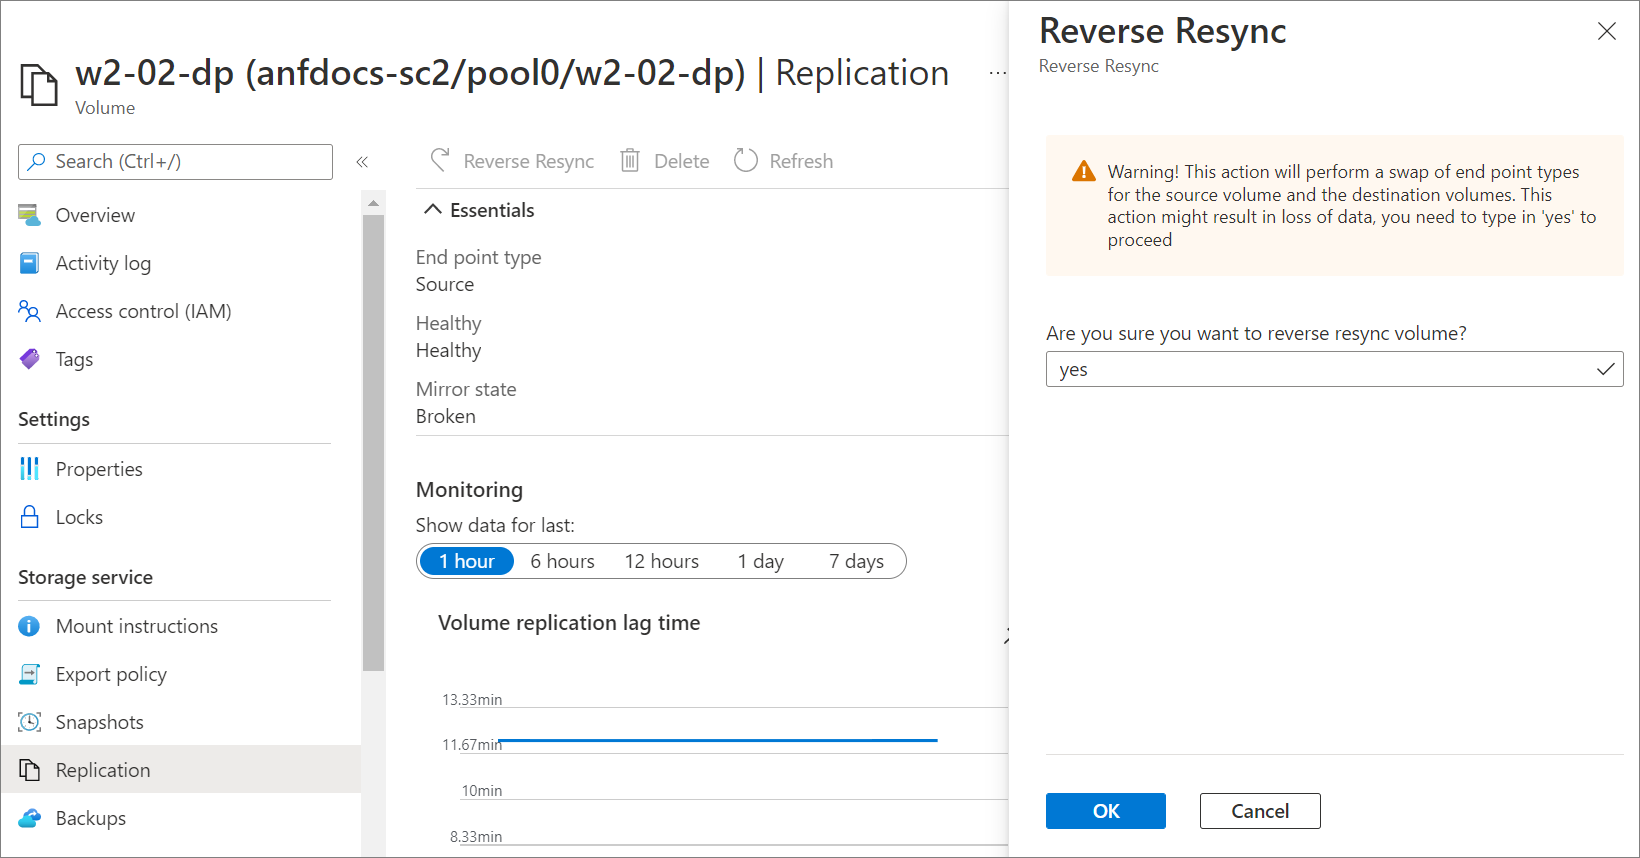 w2-02-dp (anfdocs-sc2/pool0/w2-02-dp) | Replication
...
Volume
Search (Ctrl+/)
«
Overview
Activity log
Access control (IAM)
Tags
Settings
Properties
Locks
Storage service
Mount instructions
Export policy
Snapshots
Replication
Backups
Reverse Resync
Delete
Refresh
Essentials
End point type
Source
Healthy
Healthy
Mirror state
Broken
Monitoring
Show data for last:
1 hour 6 hours 12 hours 1 day 7 days
Volume replication lag time
13.33min
11.67min
10min
8.33min
Reverse Resync
Reverse Resync
Warning! This action will perform a swap of end point types
for the source volume and the destination volumes. This
action might result in loss of data, you need to type in 'yes' to
proceed
Are you sure you want to reverse resync volume?
yes
OK
Cancel